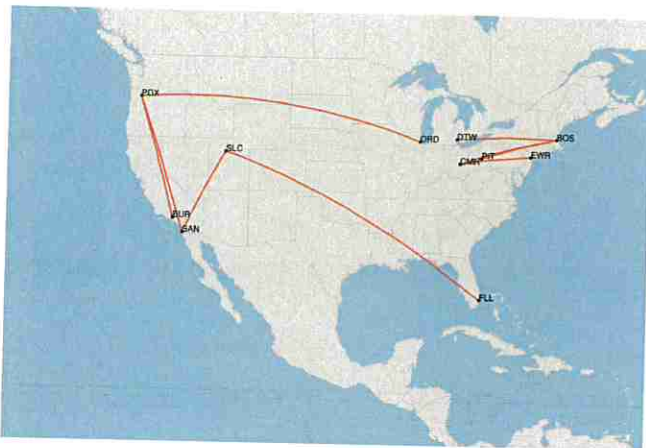 PDX
ORD
DTW
BOS
SLC
PIT
EWR
CMH
BUR
SAN
FLL